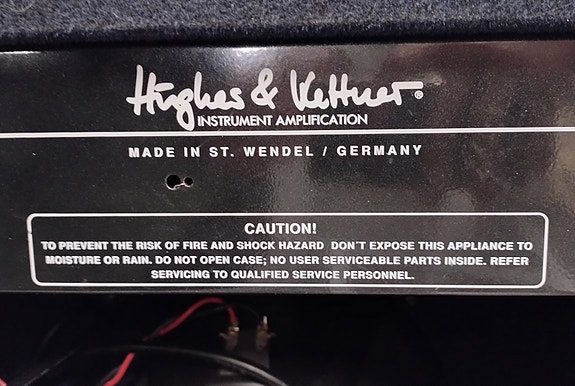 Hughes & Kettner®
INSTRUMENT AMPLIFICATION
MADE IN ST. WENDEL / GERMANY
CAUTION!
TO PREVENT THE RISK OF FIRE AND SHOCK HAZARD DON'T EXPOSE THIS APPLIANCE TO
MOISTURE OR RAIN. DO NOT OPEN CASE; NO USER SERVICEABLE PARTS INSIDE. REFER
SERVICING TO QUALIFIED SERVICE PERSONNEL.